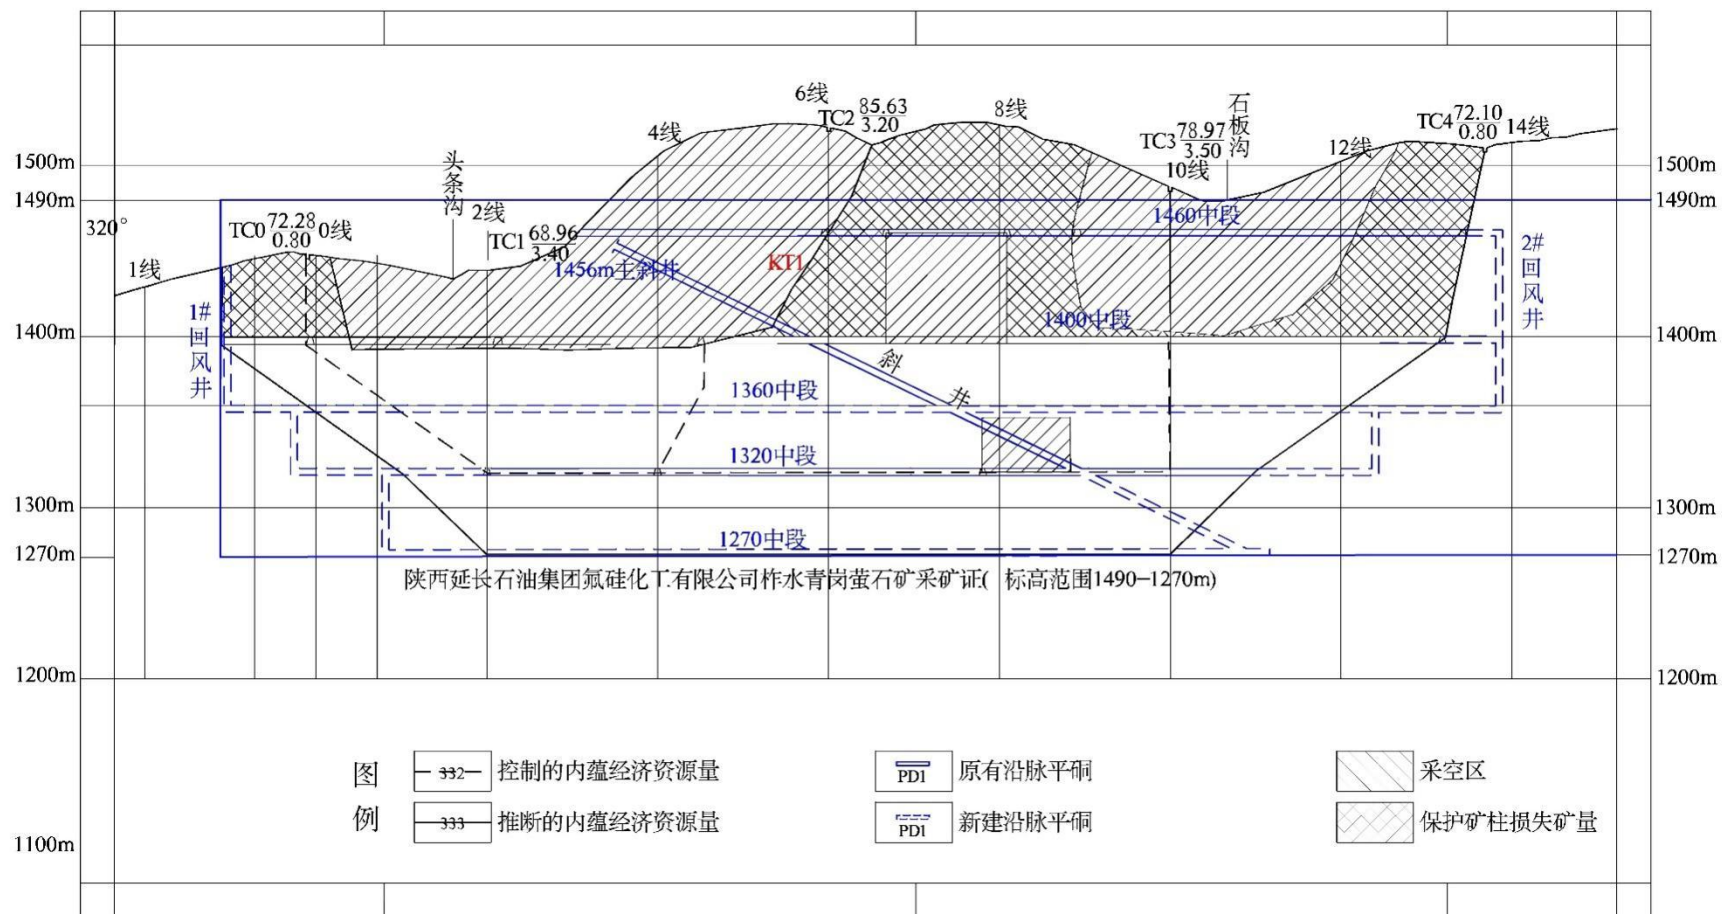 6线
TC2 85.63
3.20
8线
石板沟
TC4 72.10
0.80
14线
4线
TC3 78.97
3.50
12线
10线
1500m
1500m
头条沟
1490m
1490m
2线
1460中段
320°
TC0 72.28
0.80
0线
TC1 68.96
3.40
2#回风井
1线
1456m主斜井
KT1
1#回风井
1400m
1400中段
1400m
斜井
1360中段
1320中段
1300m
1300m
1270中段
1270m
1270m
陕西延长石油集团氟硅化工有限公司柞水青岗萤石矿采矿证( 标高范围1490-1270m)
1200m
1200m
图例
332 控制的内蕴经济资源量
PD1 原有沿脉平硐
采空区
333 推断的内蕴经济资源量
PD1 新建沿脉平硐
保护矿柱损失矿量
1100m
1100m